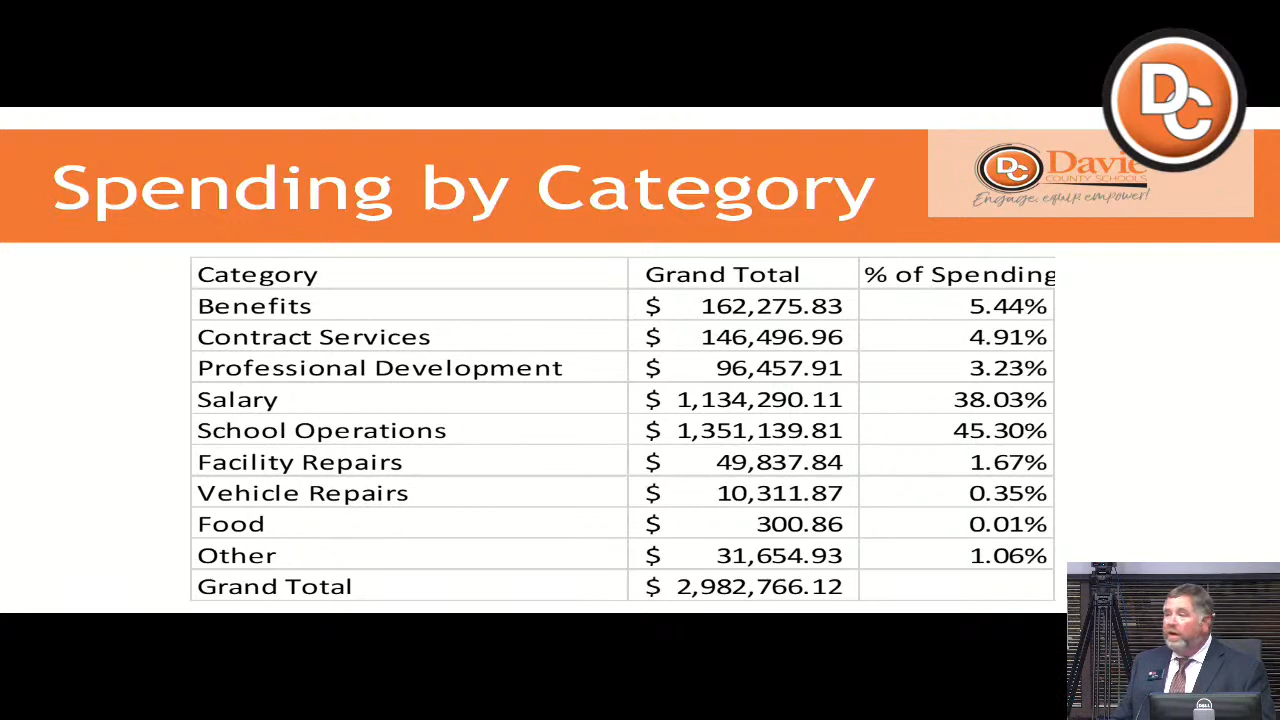 DC
Spending by Category
DC Davie
COUNTY SCHOOLS
Engage, equip, empower!
Category Grand Total % of Spending
Benefits $ 162,275.83 5.44%
Contract Services $ 146,496.96 4.91%
Professional Development $ 96,457.91 3.23%
Salary $ 1,134,290.11 38.03%
School Operations $ 1,351,139.81 45.30%
Facility Repairs $ 49,837.84 1.67%
Vehicle Repairs $ 10,311.87 0.35%
Food $ 300.86 0.01%
Other $ 31,654.93 1.06%
Grand Total $ 2,982,766.12
DELL